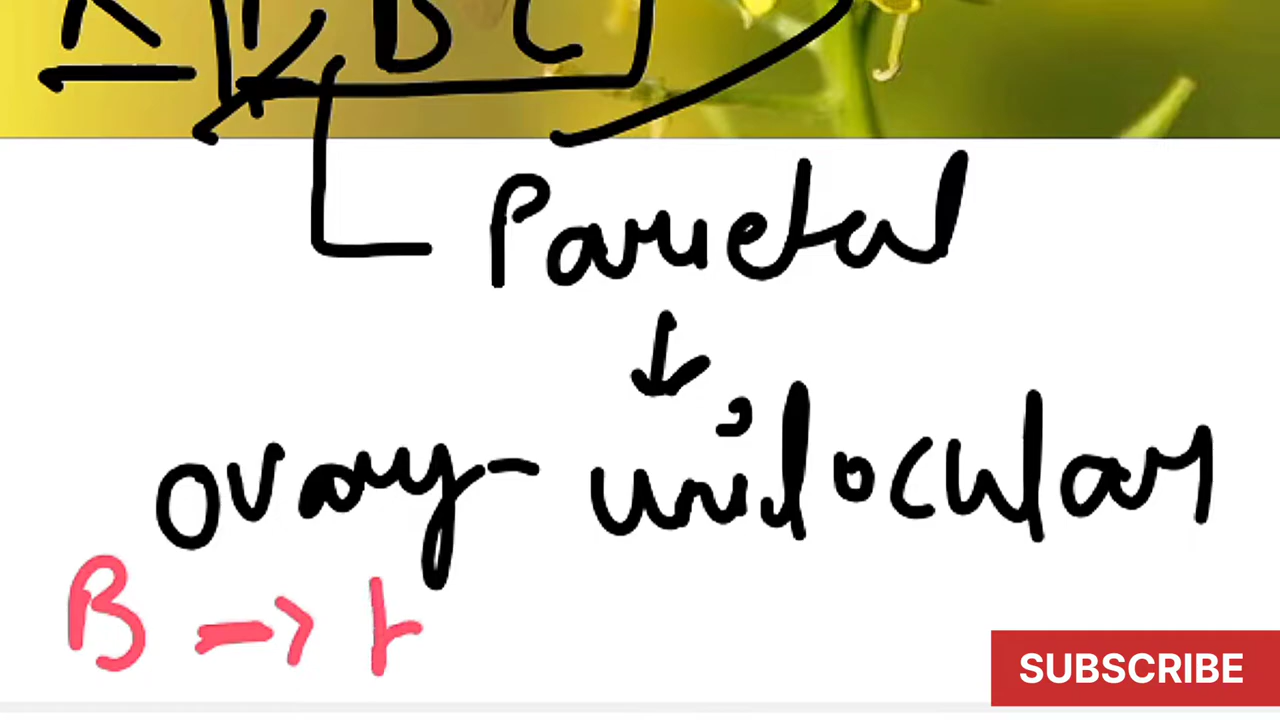 B C
Parietal
ovary - unilocular
B → t
SUBSCRIBE